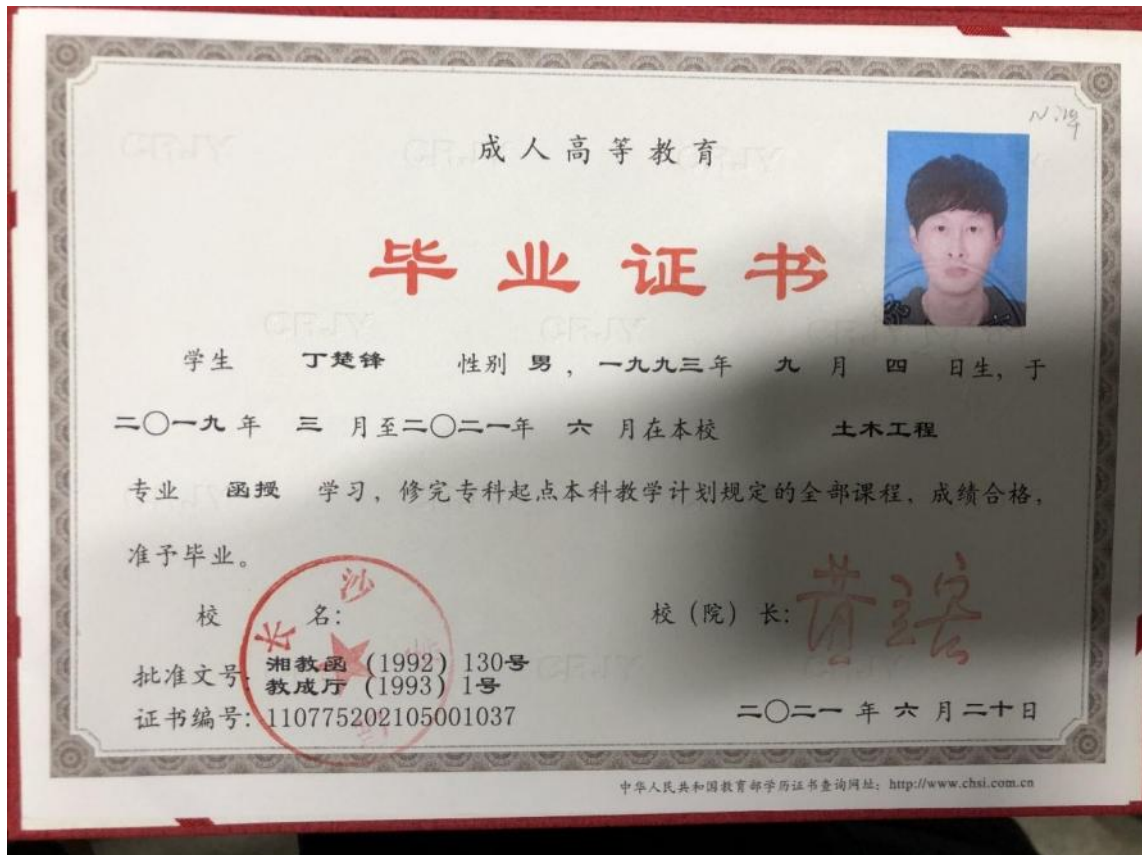 成人高等教育
毕业证书
学生 丁楚锋 性别 男，一九九三年 九 月 四 日生，于
二〇一九年 三 月至二〇二一年 六 月在本校 土木工程
专业 函授 学习，修完专科起点本科教学计划规定的全部课程，成绩合格，
准予毕业。
校 名： 校（院）长：
长沙学院
批准文号：湘教函（1992）130号
教成厅（1993）1号
证书编号：110775202105001037 二〇二一年六月二十日
中华人民共和国教育部学历证书查询网址：http://www.chsi.com.cn